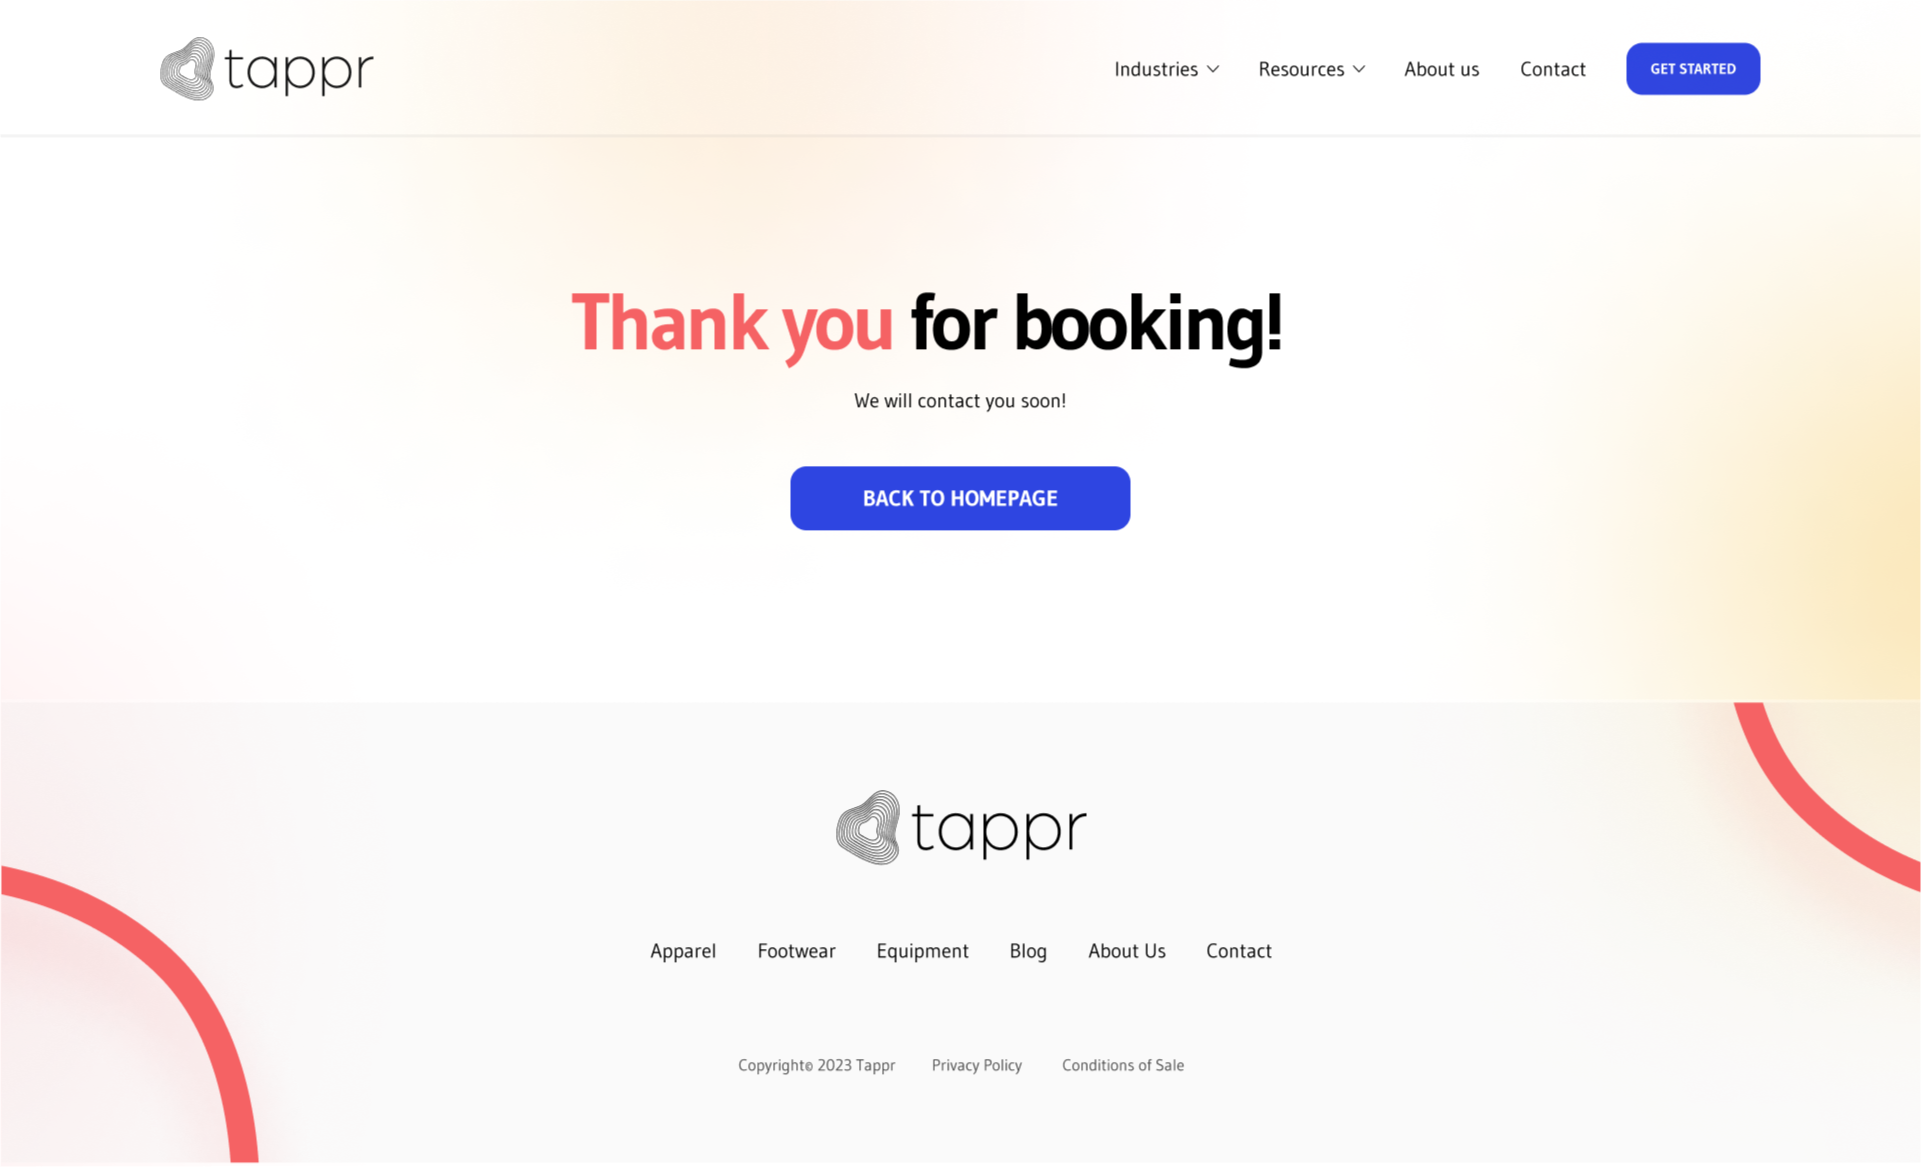 tappr
Industries Resources About us Contact GET STARTED
Thank you for booking!
We will contact you soon!
BACK TO HOMEPAGE
tappr
Apparel Footwear Equipment Blog About Us Contact
Copyright© 2023 Tappr Privacy Policy Conditions of Sale